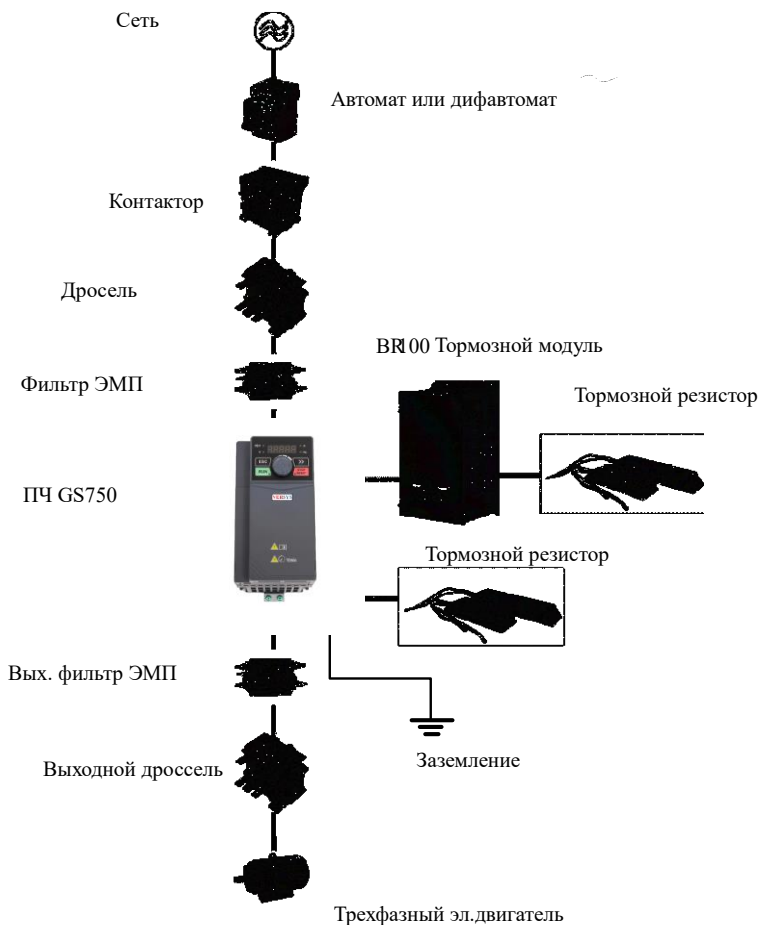 Сеть
Автомат или дифавтомат
Контактор
Дросель
BR100 Тормозной модуль
Фильтр ЭМП
Тормозной резистор
ПЧ GS750
Тормозной резистор
Вых. фильтр ЭМП
Заземление
Выходной дроссель
Трехфазный эл.двигатель